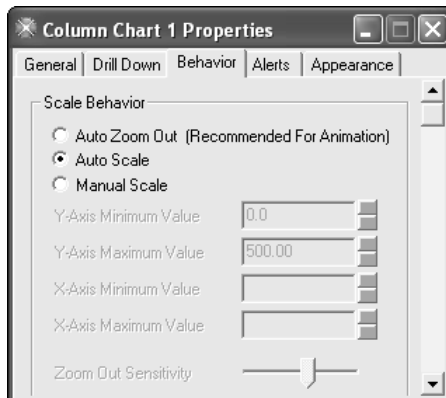 Column Chart 1 Properties
General Drill Down Behavior Alerts Appearance
Scale Behavior
Auto Zoom Out (Recommended For Animation)
Auto Scale
Manual Scale
Y-Axis Minimum Value 0.0
Y-Axis Maximum Value 500.00
X-Axis Minimum Value
X-Axis Maximum Value
Zoom Out Sensitivity